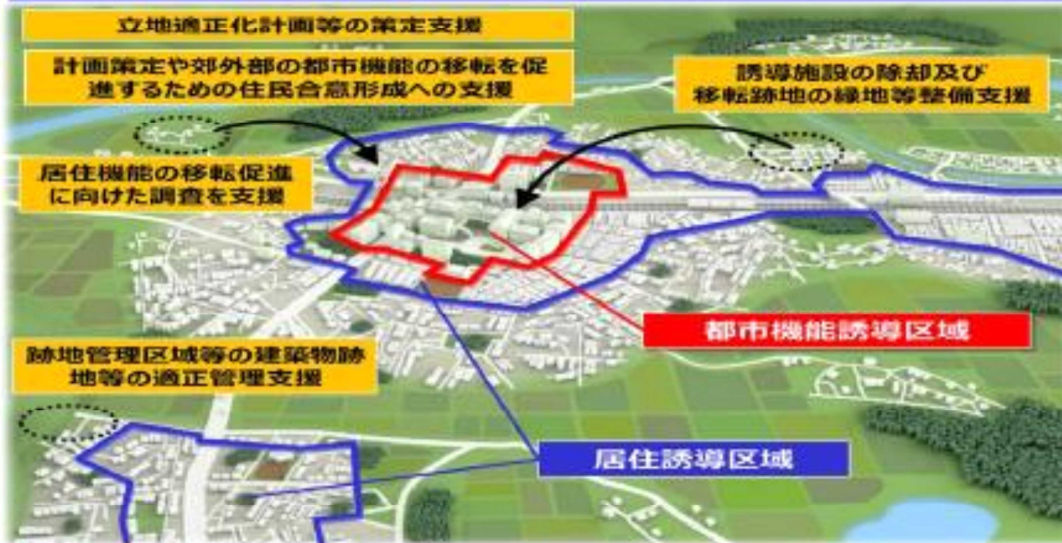 立地適正化計画等の策定支援
計画策定や郊外部の都市機能の移転を促
進するための住民合意形成への支援
誘導施設の除却及び
移転跡地の緑地等整備支援
居住機能の移転促進
に向けた調査を支援
都市機能誘導区域
跡地管理区域等の建築物跡
地等の適正管理支援
居住誘導区域